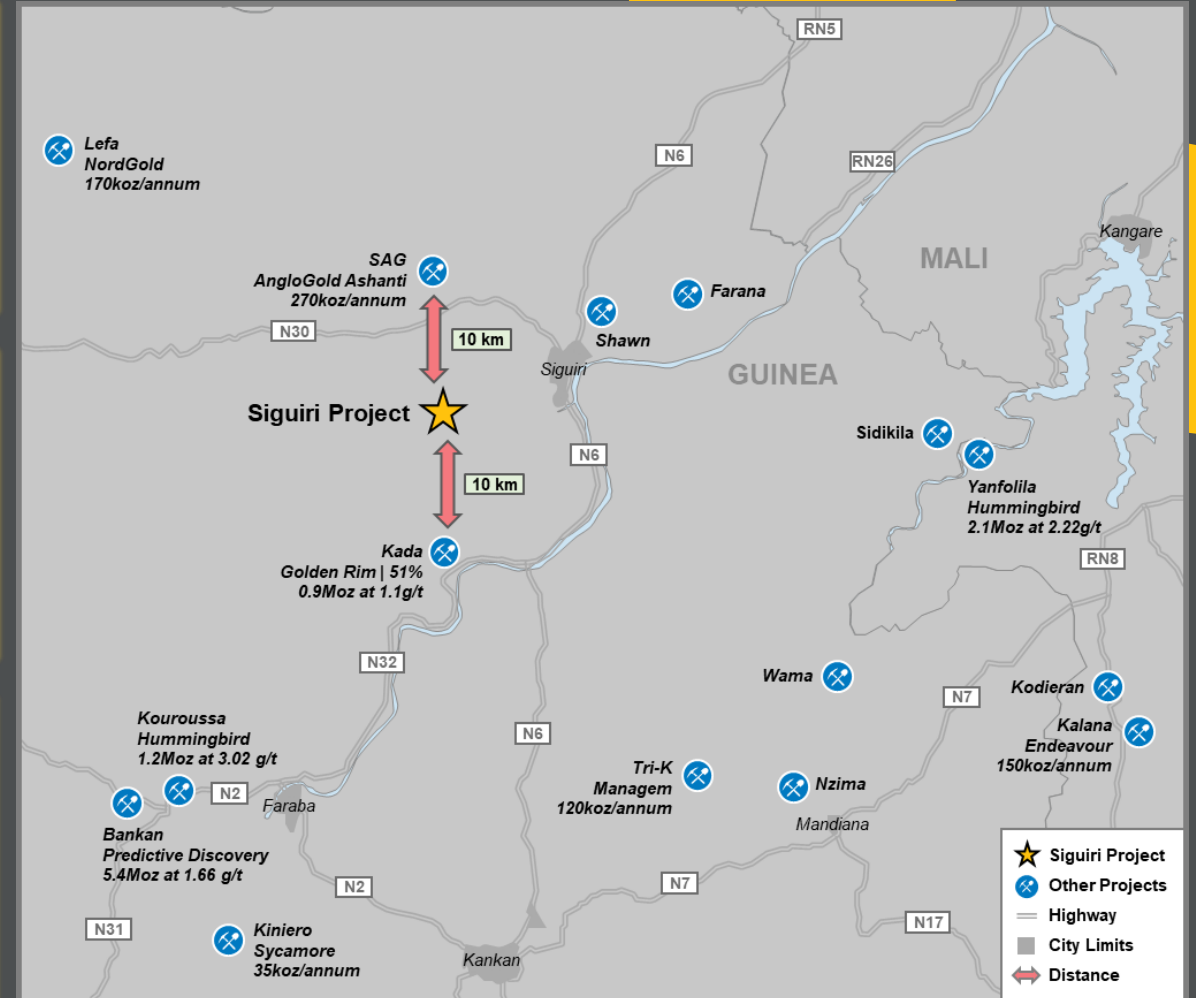 RN5
Lefa
NordGold
170koz/annum
N6
RN26
Kangare
MALI
SAG
AngloGold Ashanti
270koz/annum
Farana
N30
10 km
Shawn
Siguiri
GUINEA
Siguiri Project
Sidikila
N6
10 km
Yanfolila
Hummingbird
2.1Moz at 2.22g/t
Kada
Golden Rim | 51%
0.9Moz at 1.1g/t
RN8
N32
Wama
Kodieran
N7
Kouroussa
Hummingbird
1.2Moz at 3.02 g/t
N6
Kalana
Endeavour
150koz/annum
Tri-K
Managem
120koz/annum
Nzima
N2
Faraba
Mandiana
Bankan
Predictive Discovery
5.4Moz at 1.66 g/t
N2
N7
N31
Kiniero
Sycamore
35koz/annum
Kankan
N17
Siguiri Project
Other Projects
Highway
City Limits
Distance